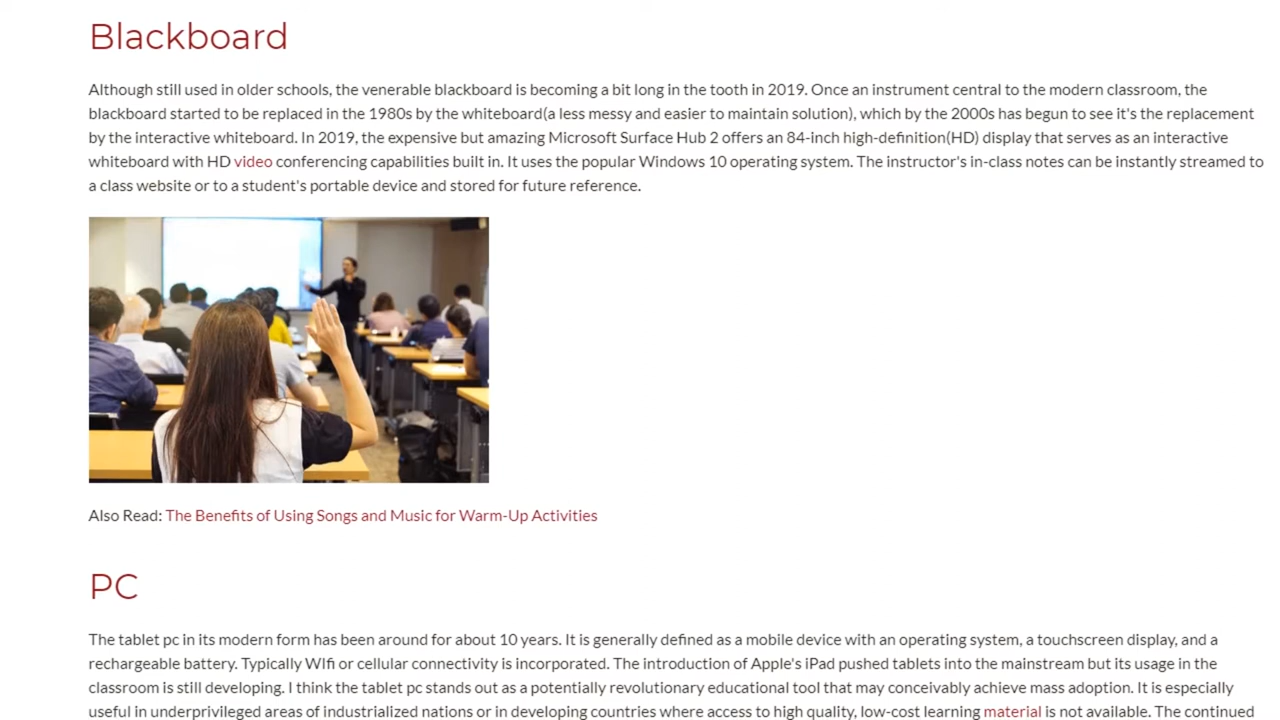 Blackboard
Although still used in older schools, the venerable blackboard is becoming a bit long in the tooth in 2019. Once an instrument central to the modern classroom, the
blackboard started to be replaced in the 1980s by the whiteboard(a less messy and easier to maintain solution), which by the 2000s has begun to see it's the replacement
by the interactive whiteboard. In 2019, the expensive but amazing Microsoft Surface Hub 2 offers an 84-inch high-definition(HD) display that serves as an interactive
whiteboard with HD video conferencing capabilities built in. It uses the popular Windows 10 operating system. The instructor's in-class notes can be instantly streamed to
a class website or to a student's portable device and stored for future reference.
Also Read: The Benefits of Using Songs and Music for Warm-Up Activities
PC
The tablet pc in its modern form has been around for about 10 years. It is generally defined as a mobile device with an operating system, a touchscreen display, and a
rechargeable battery. Typically WIfi or cellular connectivity is incorporated. The introduction of Apple's iPad pushed tablets into the mainstream but its usage in the
classroom is still developing. I think the tablet pc stands out as a potentially revolutionary educational tool that may conceivably achieve mass adoption. It is especially
useful in underprivileged areas of industrialized nations or in developing countries where access to high quality, low-cost learning material is not available. The continued